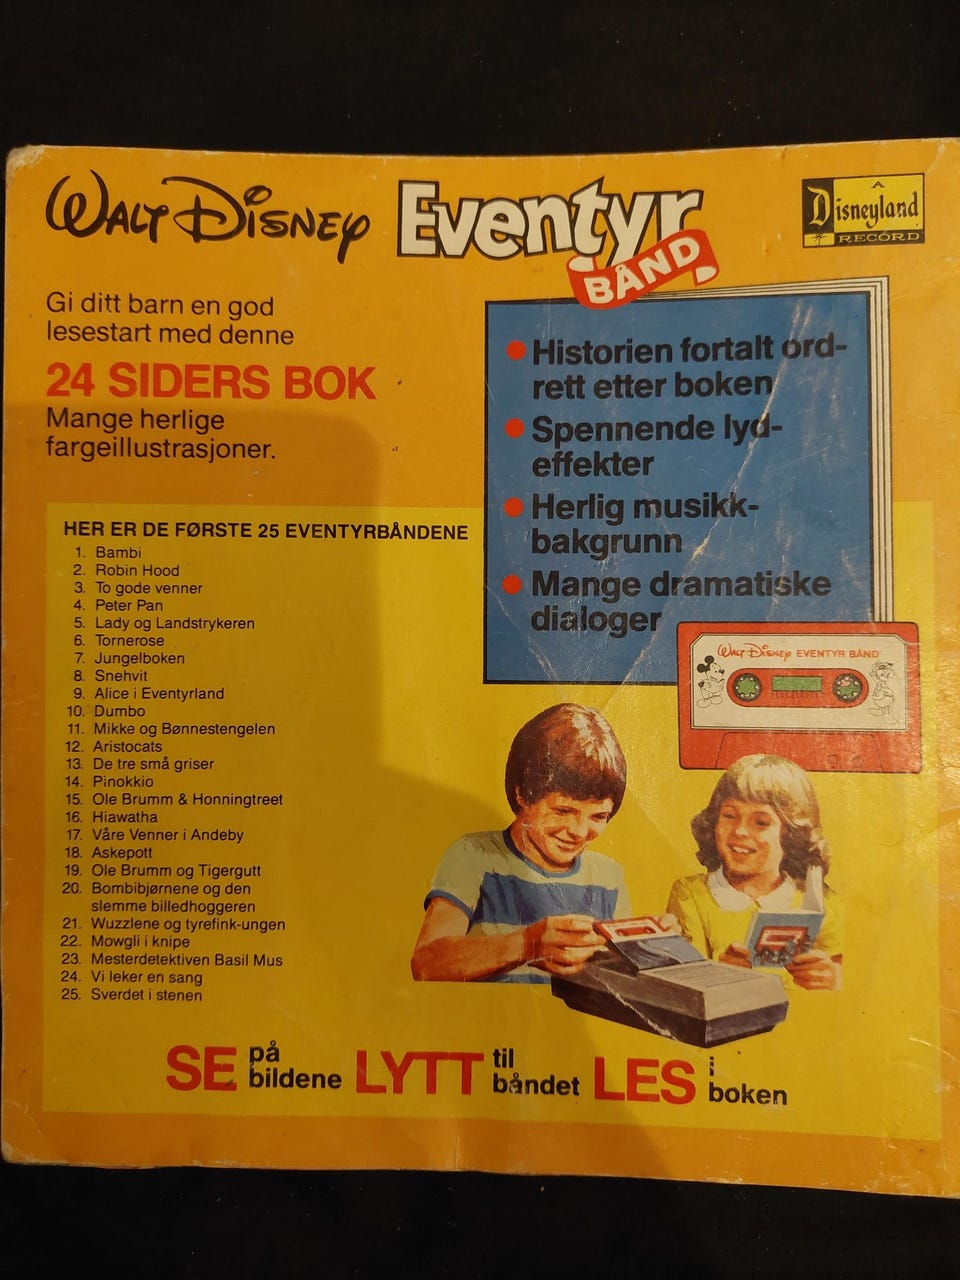 WALT DISNEY Eventyr
BÅND
A
Disneyland
RECORD
Gi ditt barn en god
lesestart med denne
24 SIDERS BOK
Mange herlige
fargeillustrasjoner.
● Historien fortalt ord-
rett etter boken
● Spennende lyd-
effekter
● Herlig musikk-
bakgrunn
● Mange dramatiske
dialoger
WALT DISNEY EVENTYR BÅND
HER ER DE FØRSTE 25 EVENTYRBÅNDENE
1. Bambi
2. Robin Hood
3. To gode venner
4. Peter Pan
5. Lady og Landstrykeren
6. Tornerose
7. Jungelboken
8. Snehvit
9. Alice i Eventyrland
10. Dumbo
11. Mikke og Bønnestengelen
12. Aristocats
13. De tre små griser
14. Pinokkio
15. Ole Brumm & Honningtreet
16. Hiawatha
17. Våre Venner i Andeby
18. Askepott
19. Ole Brumm og Tigergutt
20. Bombibjørnene og den
slemme billedhoggeren
21. Wuzzlene og tyrefink-ungen
22. Mowgli i knipe
23. Mesterdetektiven Basil Mus
24. Vi leker en sang
25. Sverdet i stenen
SE på bildene LYTT til båndet LES i boken